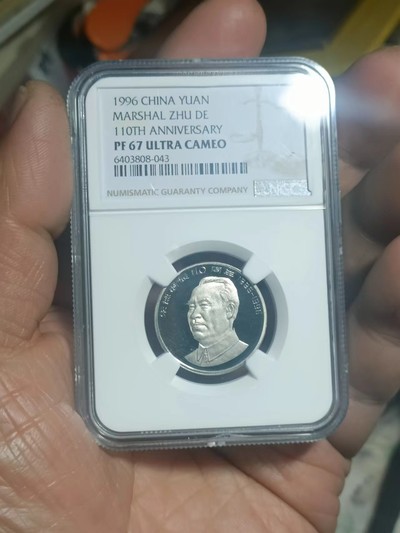 1996 CHINA YUAN
MARSHAL ZHU DE
110TH ANNIVERSARY
PF 67 ULTRA CAMEO
6403808-043
NUMISMATIC GUARANTY COMPANY
NGC